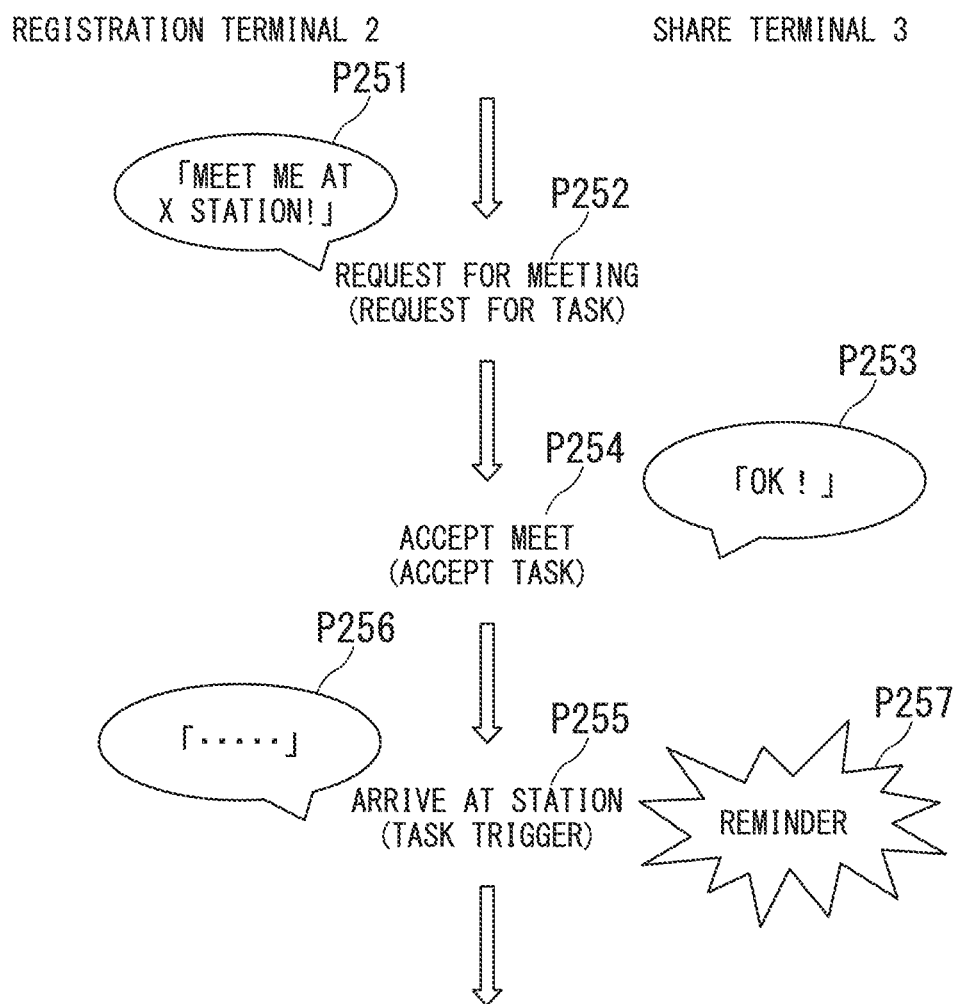 REGISTRATION TERMINAL 2
SHARE TERMINAL 3
P251
「MEET ME AT
X STATION!」
P252
REQUEST FOR MEETING
(REQUEST FOR TASK)
P253
「OK!」
P254
ACCEPT MEET
(ACCEPT TASK)
P256
「・・・・・」
P255
ARRIVE AT STATION
(TASK TRIGGER)
P257
REMINDER